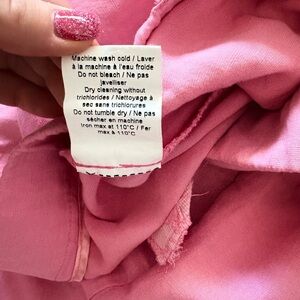 Machine wash cold / Laver
à la machine à l'eau froide
Do not bleach / Ne pas
javelliser
Dry cleaning without
trichlorides / Nettoyage à
sec sans trichlorures
Do not tumble dry / Ne pas
sécher en machine
Iron max at 110°C / Fer
max à 110°C